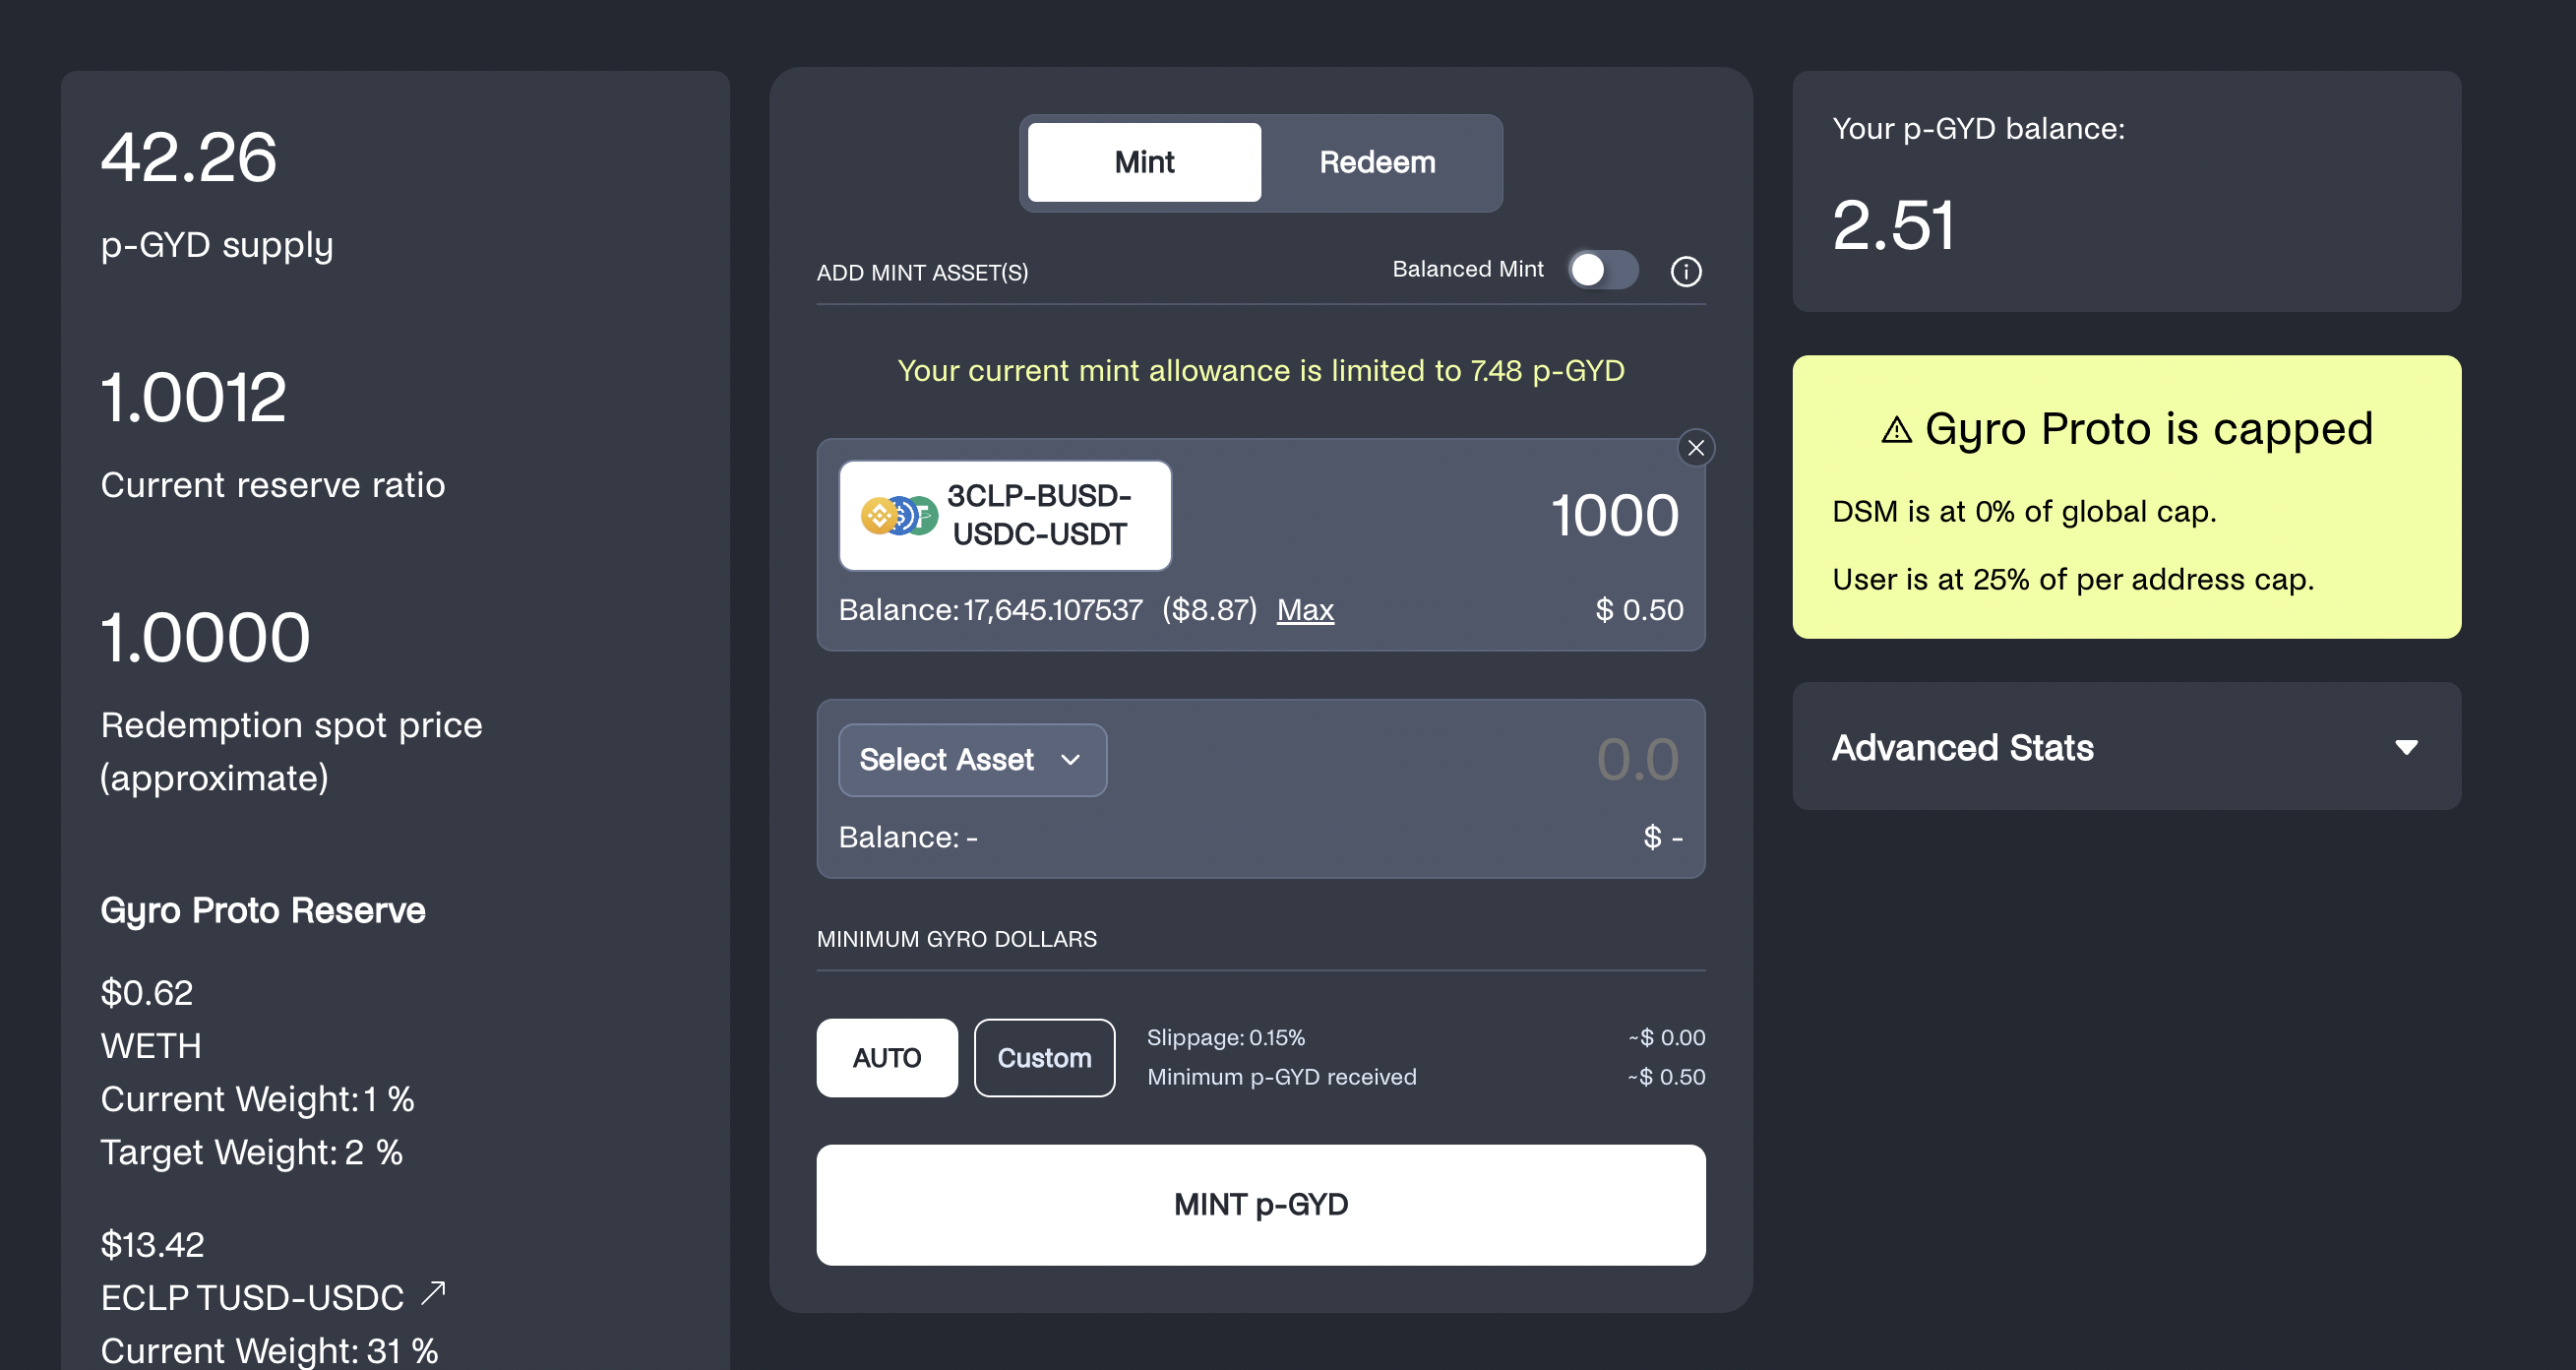 42.26
p-GYD supply
1.0012
Current reserve ratio
1.0000
Redemption spot price
(approximate)
Gyro Proto Reserve
$0.62
WETH
Current Weight: 1 %
Target Weight: 2 %
$13.42
ECLP TUSD-USDC
Current Weight: 31 %
Mint
Redeem
ADD MINT ASSET(S)
Balanced Mint
Your current mint allowance is limited to 7.48 p-GYD
3CLP-BUSD-
USDC-USDT
1000
Balance: 17,645.107537 ($8.87) Max
$ 0.50
Select Asset
0.0
Balance: -
$ -
MINIMUM GYRO DOLLARS
AUTO
Custom
Slippage: 0.15%
~$ 0.00
Minimum p-GYD received
~$ 0.50
MINT p-GYD
Your p-GYD balance:
2.51
Gyro Proto is capped
DSM is at 0% of global cap.
User is at 25% of per address cap.
Advanced Stats